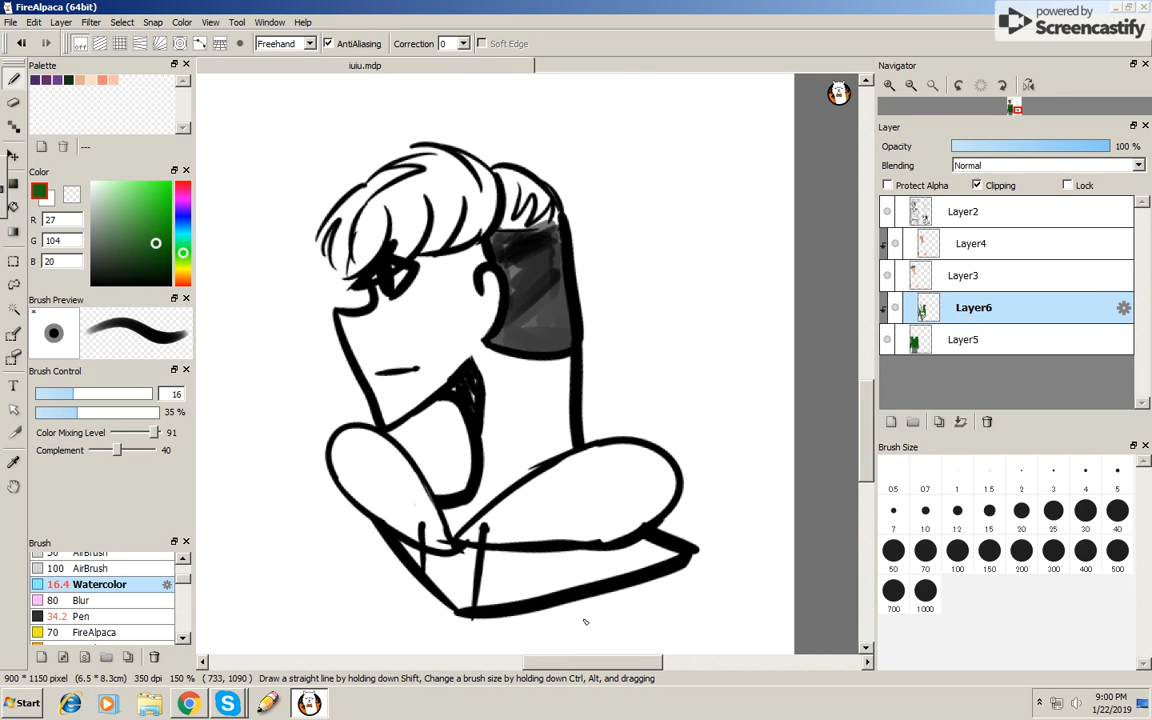 FireAlpaca (64bit)
powered by
Screencastify
File Edit Layer Filter Select Snap Color View Tool Window Help
off Freehand AntiAliasing Correction 0 Soft Edge
Palette
iuiu.mdp
Navigator
---
Color
R 27
G 104
B 20
Brush Preview
Brush Control
16
35 %
Color Mixing Level 91
Complement 40
Brush
100 AirBrush
16.4 Watercolor
80 Blur
34.2 Pen
70 FireAlpaca
Layer
Opacity 100 %
Blending Normal
Protect Alpha Clipping Lock
Layer2
Layer4
Layer3
Layer6
Layer5
Brush Size
0.5 0.7 1 1.5 2 3 4 5
7 10 12 15 20 25 30 40
50 70 100 150 200 300 400 500
700 1000
900 * 1150 pixel (6.5 * 8.3cm) 350 dpi 150 % (733, 1090) Draw a straight line by holding down Shift, Change a brush size by holding down Ctrl, Alt, and dragging
Start
9:00 PM
1/22/2019